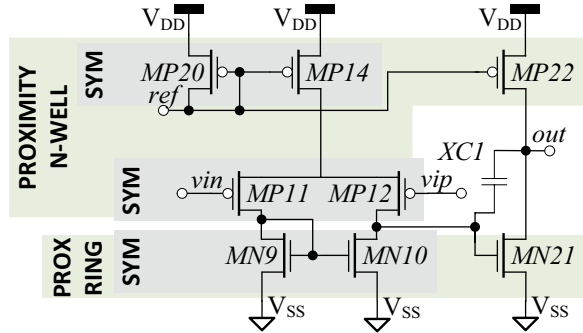 VDD VDD VDD
MP20 MP14 MP22
ref
SYM
PROXIMITY
N-WELL
out
XC1
vin MP11 MP12 vip
SYM
MN9 MN10 MN21
PROX
RING
SYM
VSS VSS VSS